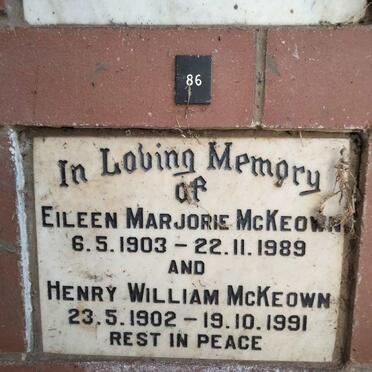 86
In Loving Memory
OF
EILEEN MARJORIE McKEOWN
6.5.1903 – 22.11.1989
AND
HENRY WILLIAM McKEOWN
23.5.1902 – 19.10.1991
REST IN PEACE